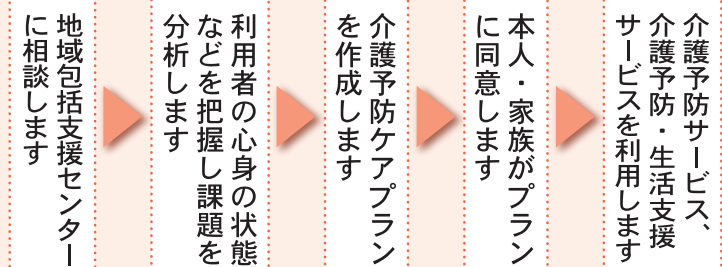 地域包括支援センター
に相談します
利用者の心身の状態
などを把握し課題を
分析します
介護予防ケアプラン
を作成します
本人・家族がプラン
に同意します
介護予防サービス、
介護予防・生活支援
サービスを利用します